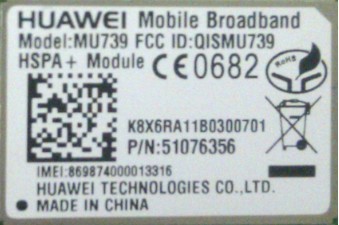 HUAWEI Mobile Broadband
Model:MU739 FCC ID:QISMU739
HSPA+ Module CE0682
K8X6RA11B0300701
P/N:51076356
IMEI:869874000013316
HUAWEI TECHNOLOGIES CO.,LTD.
MADE IN CHINA